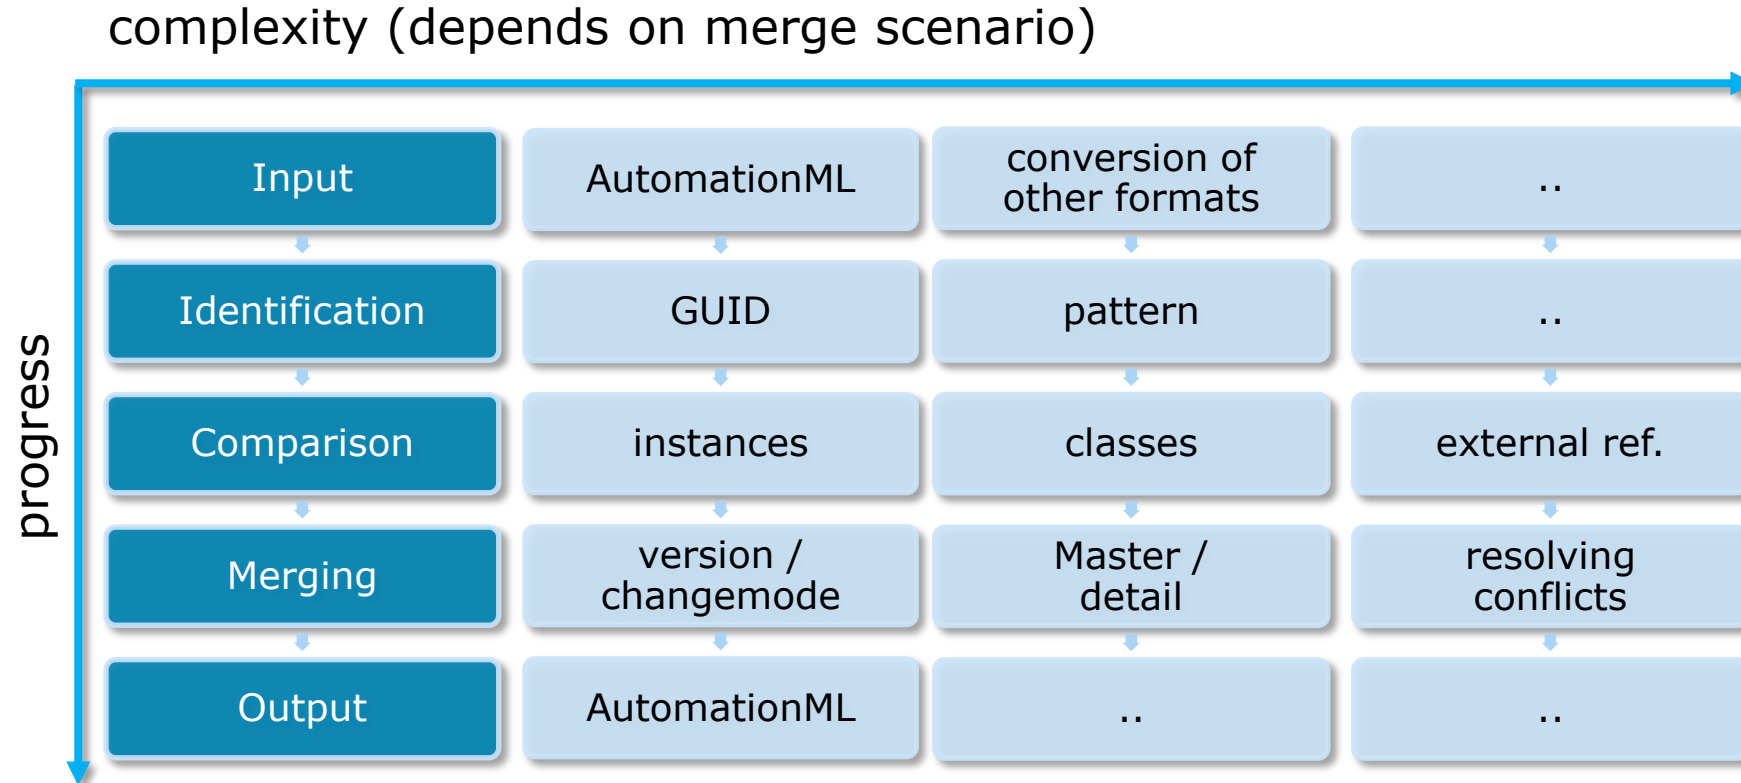 complexity (depends on merge scenario)
progress
Input
AutomationML
conversion of
other formats
..
Identification
GUID
pattern
..
Comparison
instances
classes
external ref.
Merging
version /
changemode
Master /
detail
resolving
conflicts
Output
AutomationML
..
..